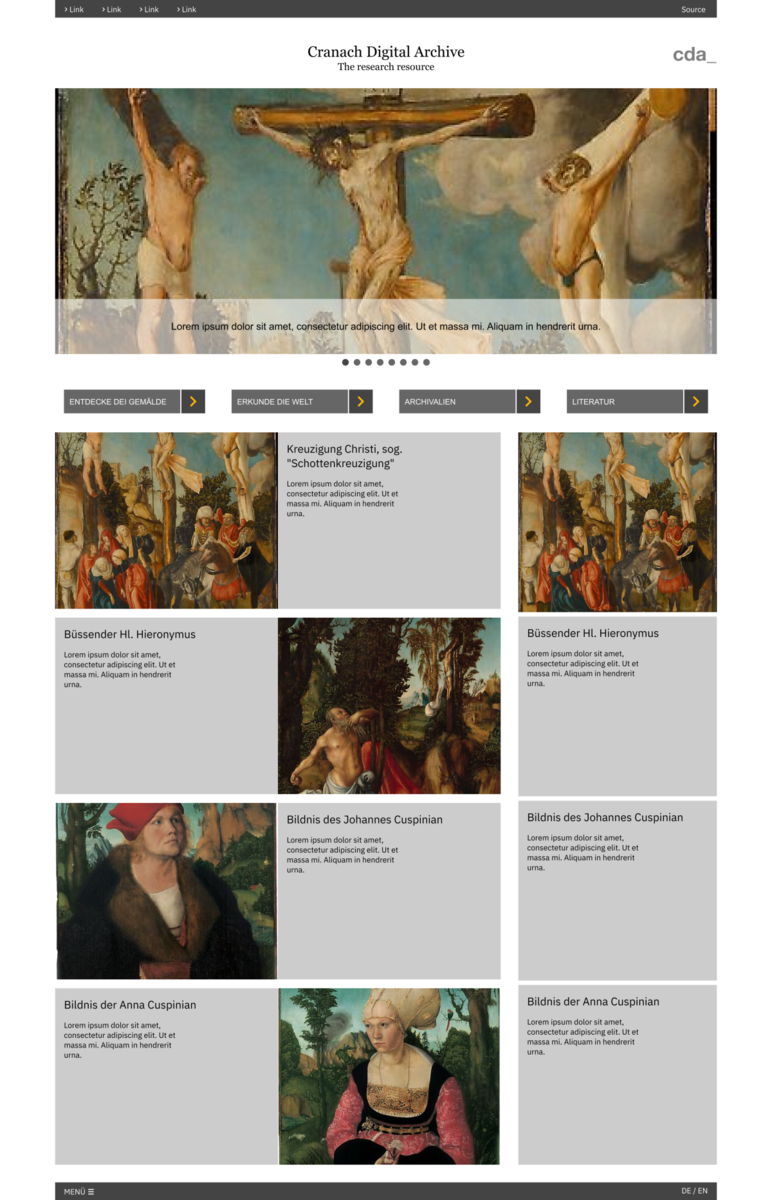 › Link › Link › Link › Link Source
Cranach Digital Archive
The research resource
cda_
Lorem ipsum dolor sit amet, consectetur adipiscing elit. Ut et massa mi. Aliquam in hendrerit urna.
ENTDECKE DEI GEMÄLDE
ERKUNDE DIE WELT
ARCHIVALIEN
LITERATUR
Kreuzigung Christi, sog.
"Schottenkreuzigung"
Lorem ipsum dolor sit amet,
consectetur adipiscing elit. Ut et
massa mi. Aliquam in hendrerit
urna.
Büssender Hl. Hieronymus
Lorem ipsum dolor sit amet,
consectetur adipiscing elit. Ut et
massa mi. Aliquam in hendrerit
urna.
Bildnis des Johannes Cuspinian
Lorem ipsum dolor sit amet,
consectetur adipiscing elit. Ut et
massa mi. Aliquam in hendrerit
urna.
Bildnis der Anna Cuspinian
Lorem ipsum dolor sit amet,
consectetur adipiscing elit. Ut et
massa mi. Aliquam in hendrerit
urna.
Büssender Hl. Hieronymus
Lorem ipsum dolor sit amet,
consectetur adipiscing elit. Ut et
massa mi. Aliquam in hendrerit
urna.
Bildnis des Johannes Cuspinian
Lorem ipsum dolor sit amet,
consectetur adipiscing elit. Ut et
massa mi. Aliquam in hendrerit
urna.
Bildnis der Anna Cuspinian
Lorem ipsum dolor sit amet,
consectetur adipiscing elit. Ut et
massa mi. Aliquam in hendrerit
urna.
MENÜ ☰ DE / EN